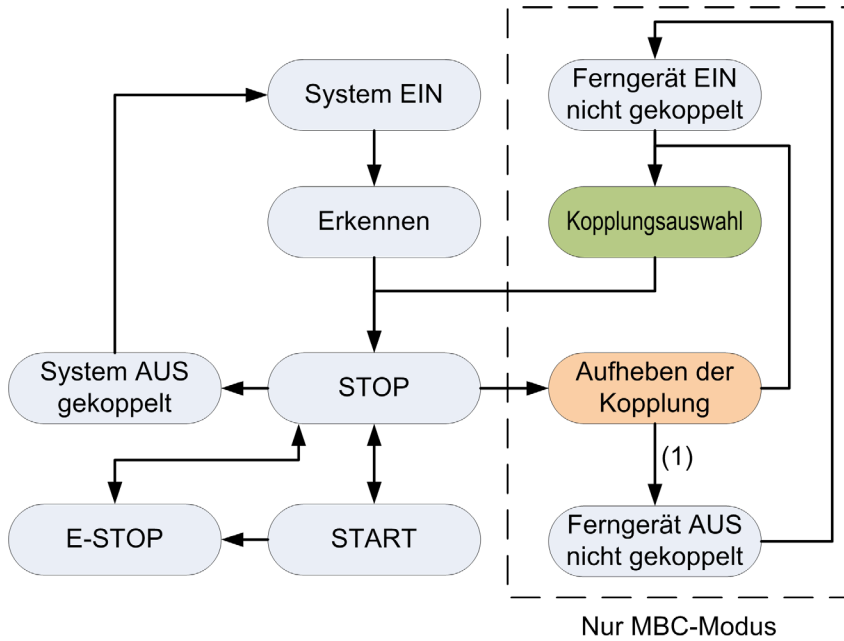 System EIN
Ferngerät EIN
nicht gekoppelt
Erkennen
Kopplungsauswahl
System AUS
gekoppelt
STOP
Aufheben der
Kopplung
(1)
E-STOP
START
Ferngerät AUS
nicht gekoppelt
Nur MBC-Modus